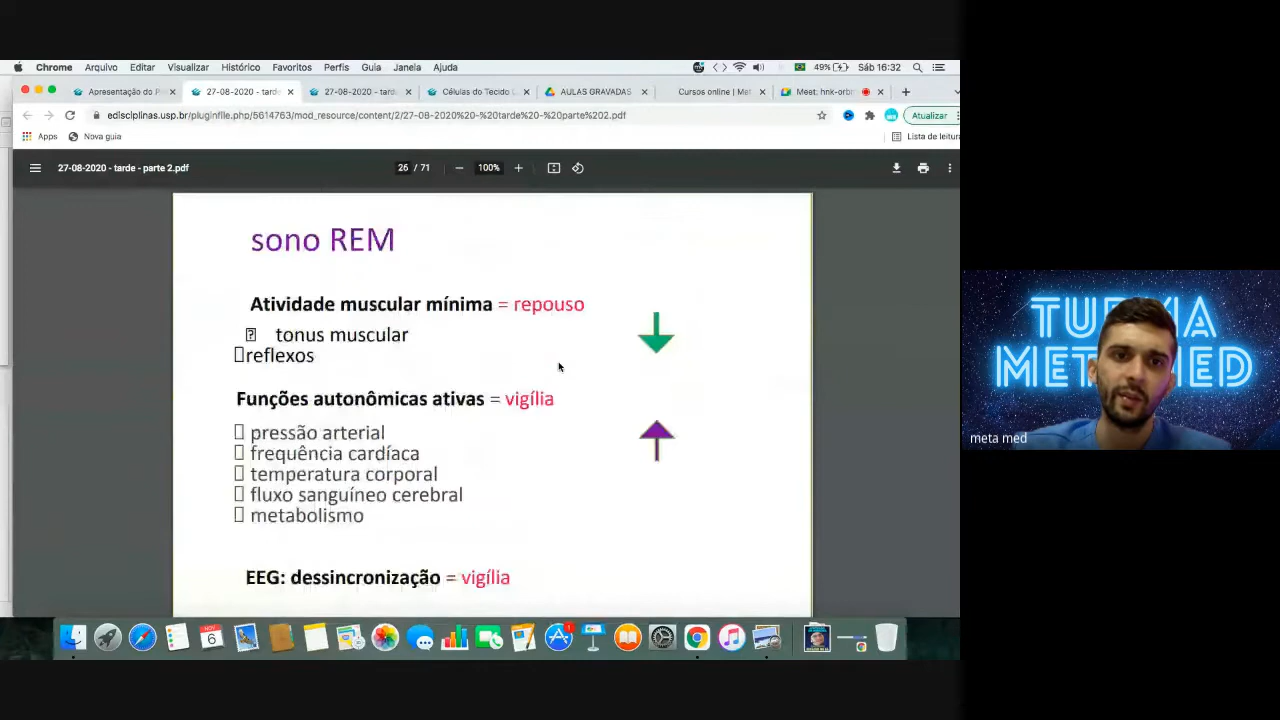 Chrome Arquivo Editar Visualizar Histórico Favoritos Perfis Guia Janela Ajuda 49% Sáb 16:32
Apresentação do P 27-08-2020 - tarde 27-08-2020 - tarde Células do Tecido AULAS GRAVADAS Cursos online | Met Meet: hnk-orb
edisciplinas.usp.br/pluginfile.php/5614763/mod_resource/content/2/27-08-2020%20-%20tarde%20-%20parte%202.pdf Atualizar
Apps Nova guia Lista de leitura
27-08-2020 - tarde - parte 2.pdf 26 / 71 100%
sono REM
Atividade muscular mínima = repouso
tonus muscular
reflexos
Funções autonômicas ativas = vigília
pressão arterial
frequência cardíaca
temperatura corporal
fluxo sanguíneo cerebral
metabolismo
EEG: dessincronização = vigília
TURMA
META MED
meta med
NOV
6
1